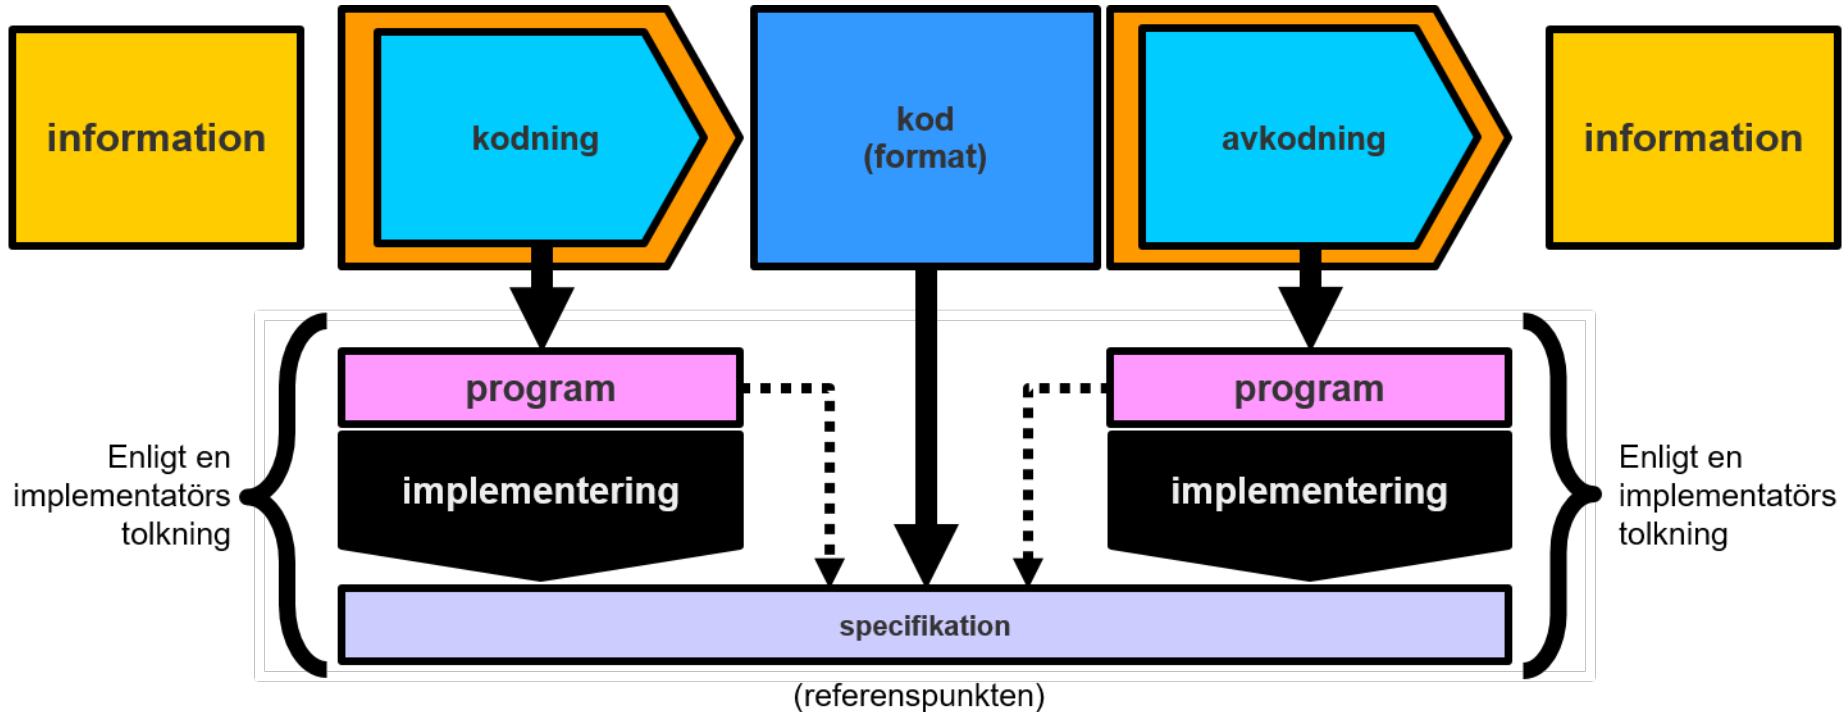 information
kodning
kod
(format)
avkodning
information
program
program
implementering
implementering
Enligt en
implementatörs
tolkning
Enligt en
implementatörs
tolkning
specifikation
(referenspunkten)